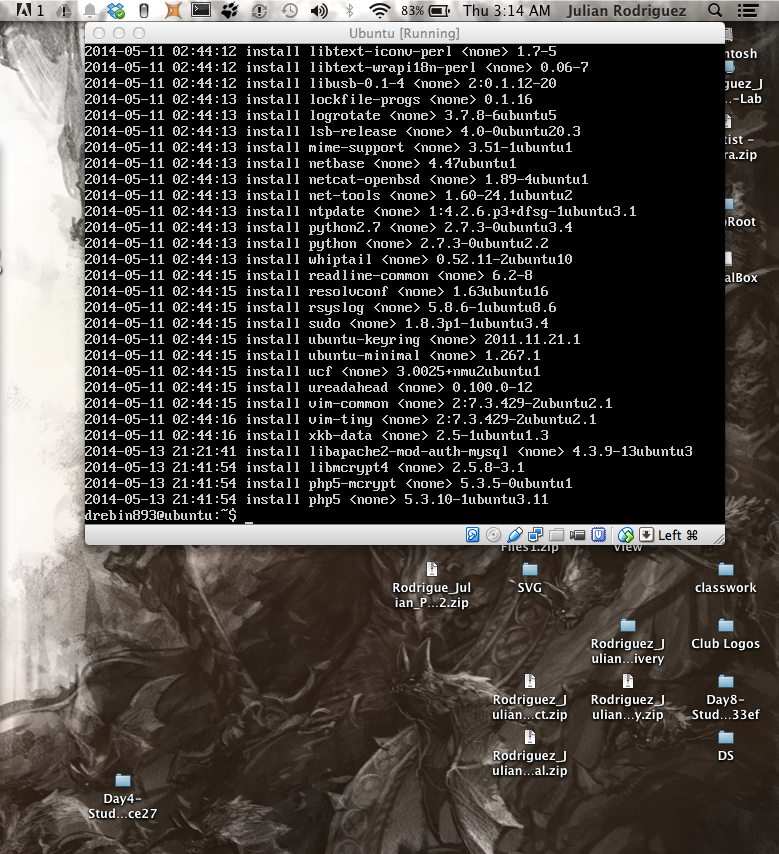 1
83%
Thu 3:14 AM
Julian Rodriguez
Ubuntu [Running]
2014-05-11 02:44:12 install libtext-iconv-perl <none> 1.7-5
2014-05-11 02:44:12 install libtext-wrapi18n-perl <none> 0.06-7
2014-05-11 02:44:12 install libusb-0.1-4 <none> 2:0.1.12-20
2014-05-11 02:44:13 install lockfile-progs <none> 0.1.16
2014-05-11 02:44:13 install logrotate <none> 3.7.8-6ubuntu5
2014-05-11 02:44:13 install lsb-release <none> 4.0-0ubuntu20.3
2014-05-11 02:44:13 install mime-support <none> 3.51-1ubuntu1
2014-05-11 02:44:13 install netbase <none> 4.47ubuntu1
2014-05-11 02:44:13 install netcat-openbsd <none> 1.89-4ubuntu1
2014-05-11 02:44:13 install net-tools <none> 1.60-24.1ubuntu2
2014-05-11 02:44:13 install ntpdate <none> 1:4.2.6.p3+dfsg-1ubuntu3.1
2014-05-11 02:44:13 install python2.7 <none> 2.7.3-0ubuntu3.4
2014-05-11 02:44:13 install python <none> 2.7.3-0ubuntu2.2
2014-05-11 02:44:13 install whiptail <none> 0.52.11-2ubuntu10
2014-05-11 02:44:15 install readline-common <none> 6.2-8
2014-05-11 02:44:15 install resolvconf <none> 1.63ubuntu16
2014-05-11 02:44:15 install rsyslog <none> 5.8.6-1ubuntu8.6
2014-05-11 02:44:15 install sudo <none> 1.8.3p1-1ubuntu3.4
2014-05-11 02:44:15 install ubuntu-keyring <none> 2011.11.21.1
2014-05-11 02:44:15 install ubuntu-minimal <none> 1.267.1
2014-05-11 02:44:15 install ucf <none> 3.0025+nmu2ubuntu1
2014-05-11 02:44:15 install ureadahead <none> 0.100.0-12
2014-05-11 02:44:15 install vim-common <none> 2:7.3.429-2ubuntu2.1
2014-05-11 02:44:16 install vim-tiny <none> 2:7.3.429-2ubuntu2.1
2014-05-11 02:44:16 install xkb-data <none> 2.5-1ubuntu1.3
2014-05-13 21:21:41 install libapache2-mod-auth-mysql <none> 4.3.9-13ubuntu3
2014-05-13 21:41:54 install libmcrypt4 <none> 2.5.8-3.1
2014-05-13 21:41:54 install php5-mcrypt <none> 5.3.5-0ubuntu1
2014-05-13 21:41:54 install php5 <none> 5.3.10-1ubuntu3.11
drebin893@ubuntu:~$ _
Left ⌘
ntosh
guez_J
...-Lab
tist -
ra.zip
oRoot
alBox
Files1.zip
View
Rodrigue_Jul
ian_P...2.zip
SVG
classwork
Rodriguez_J
ulian...ivery
Club Logos
Rodriguez_J
ulian...ct.zip
Rodriguez_J
ulian...y.zip
Day8-
Stud...33ef
Rodriguez_J
ulian...al.zip
DS
Day4-
Stud...ce27